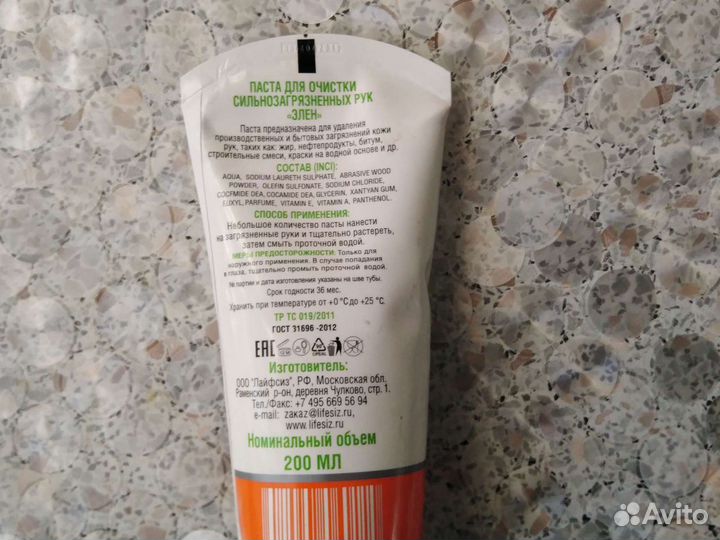 ПАСТА ДЛЯ ОЧИСТКИ
СИЛЬНОЗАГРЯЗНЕННЫХ РУК
«ЭЛЕН»
Паста предназначена для удаления
производственных и бытовых загрязнений кожи
рук, таких как: жир, нефтепродукты, битум,
строительные смеси, краски на водной основе и др.
СОСТАВ (INCI):
AQUA, SODIUM LAURETH SULPHATE, ABRASIVE WOOD
POWDER, OLEFIN SULFONATE, SODIUM CHLORIDE,
COCFMIDE DEA, COCAMIDE DEA, GLYCERIN, XANTYAN GUM,
EUXYL, PARFUME, VITAMIN E, VITAMIN A, PANTHENOL.
СПОСОБ ПРИМЕНЕНИЯ:
Небольшое количество пасты нанести
на загрязненные руки и тщательно растереть,
затем смыть проточной водой.
МЕРЫ ПРЕДОСТОРОЖНОСТИ: Только для
наружного применения. В случае попадания
в глаза, тщательно промыть проточной водой.
№ партии и дата изготовления указаны на шве тубы.
Срок годности 36 мес.
Хранить при температуре от +0 °С до +25 °С.
ТР ТС 019/2011
ГОСТ 31696 -2012
EAC
Изготовитель:
ООО "Лайфсиз", РФ, Московская обл.
Раменский р-он, деревня Чулково, стр. 1.
Тел./Факс: +7 495 669 56 94
e-mail: zakaz@lifesiz.ru,
www.lifesiz.ru
Номинальный объем
200 МЛ
Avito